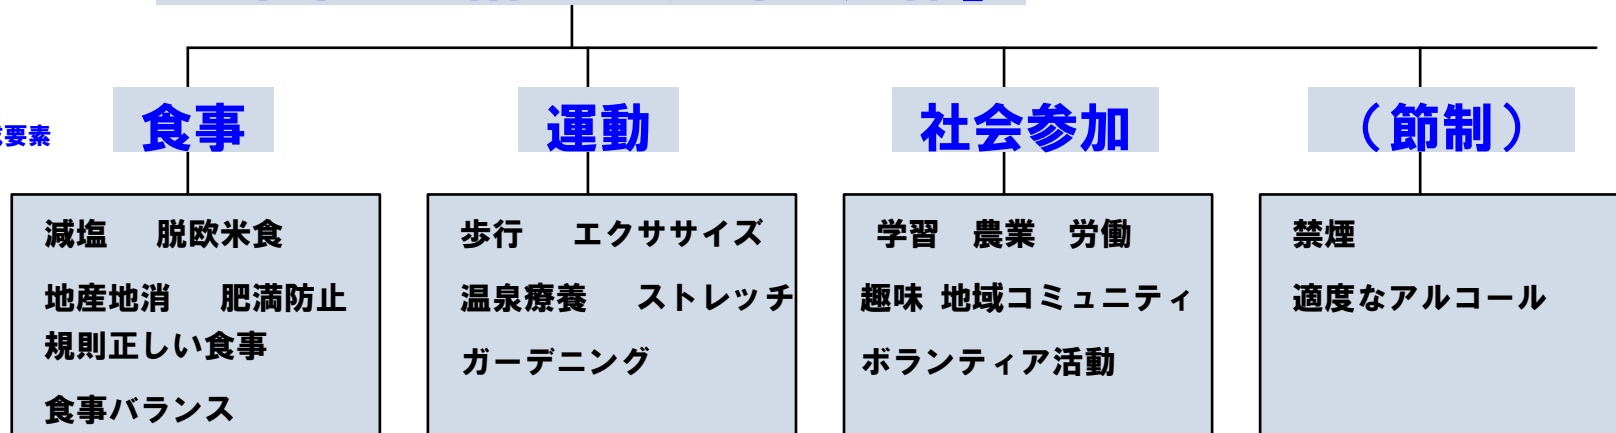 要素
食事
運動
社会参加
（節制）
減塩　脱欧米食
地産地消　肥満防止
規則正しい食事
食事バランス
歩行　エクササイズ
温泉療養　ストレッチ
ガーデニング
学習　農業　労働
趣味 地域コミュニティ
ボランティア活動
禁煙
適度なアルコール